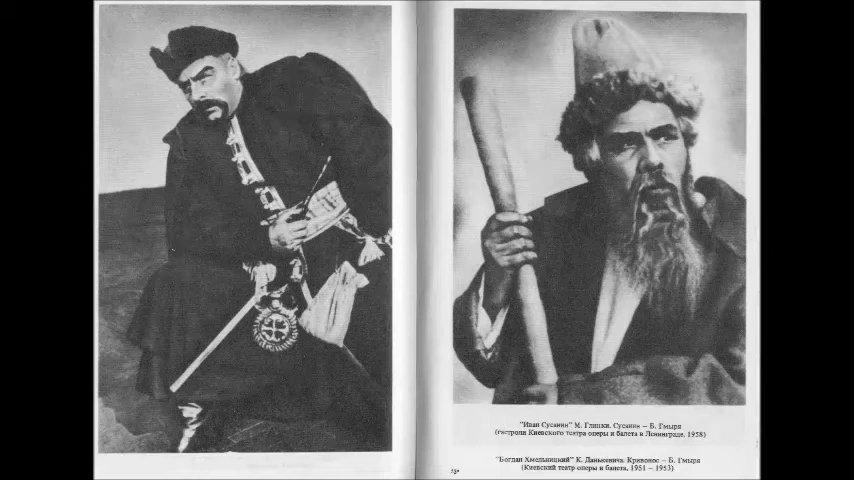 "Иван Сусанин" М. Глинки. Сусанин — Б. Гмыря
(гастроли Киевского театра оперы и балета в Ленинграде, 1958)
"Богдан Хмельницкий" К. Данькевича. Кривонос — Б. Гмыря
(Киевский театр оперы и балета, 1951 — 1953)